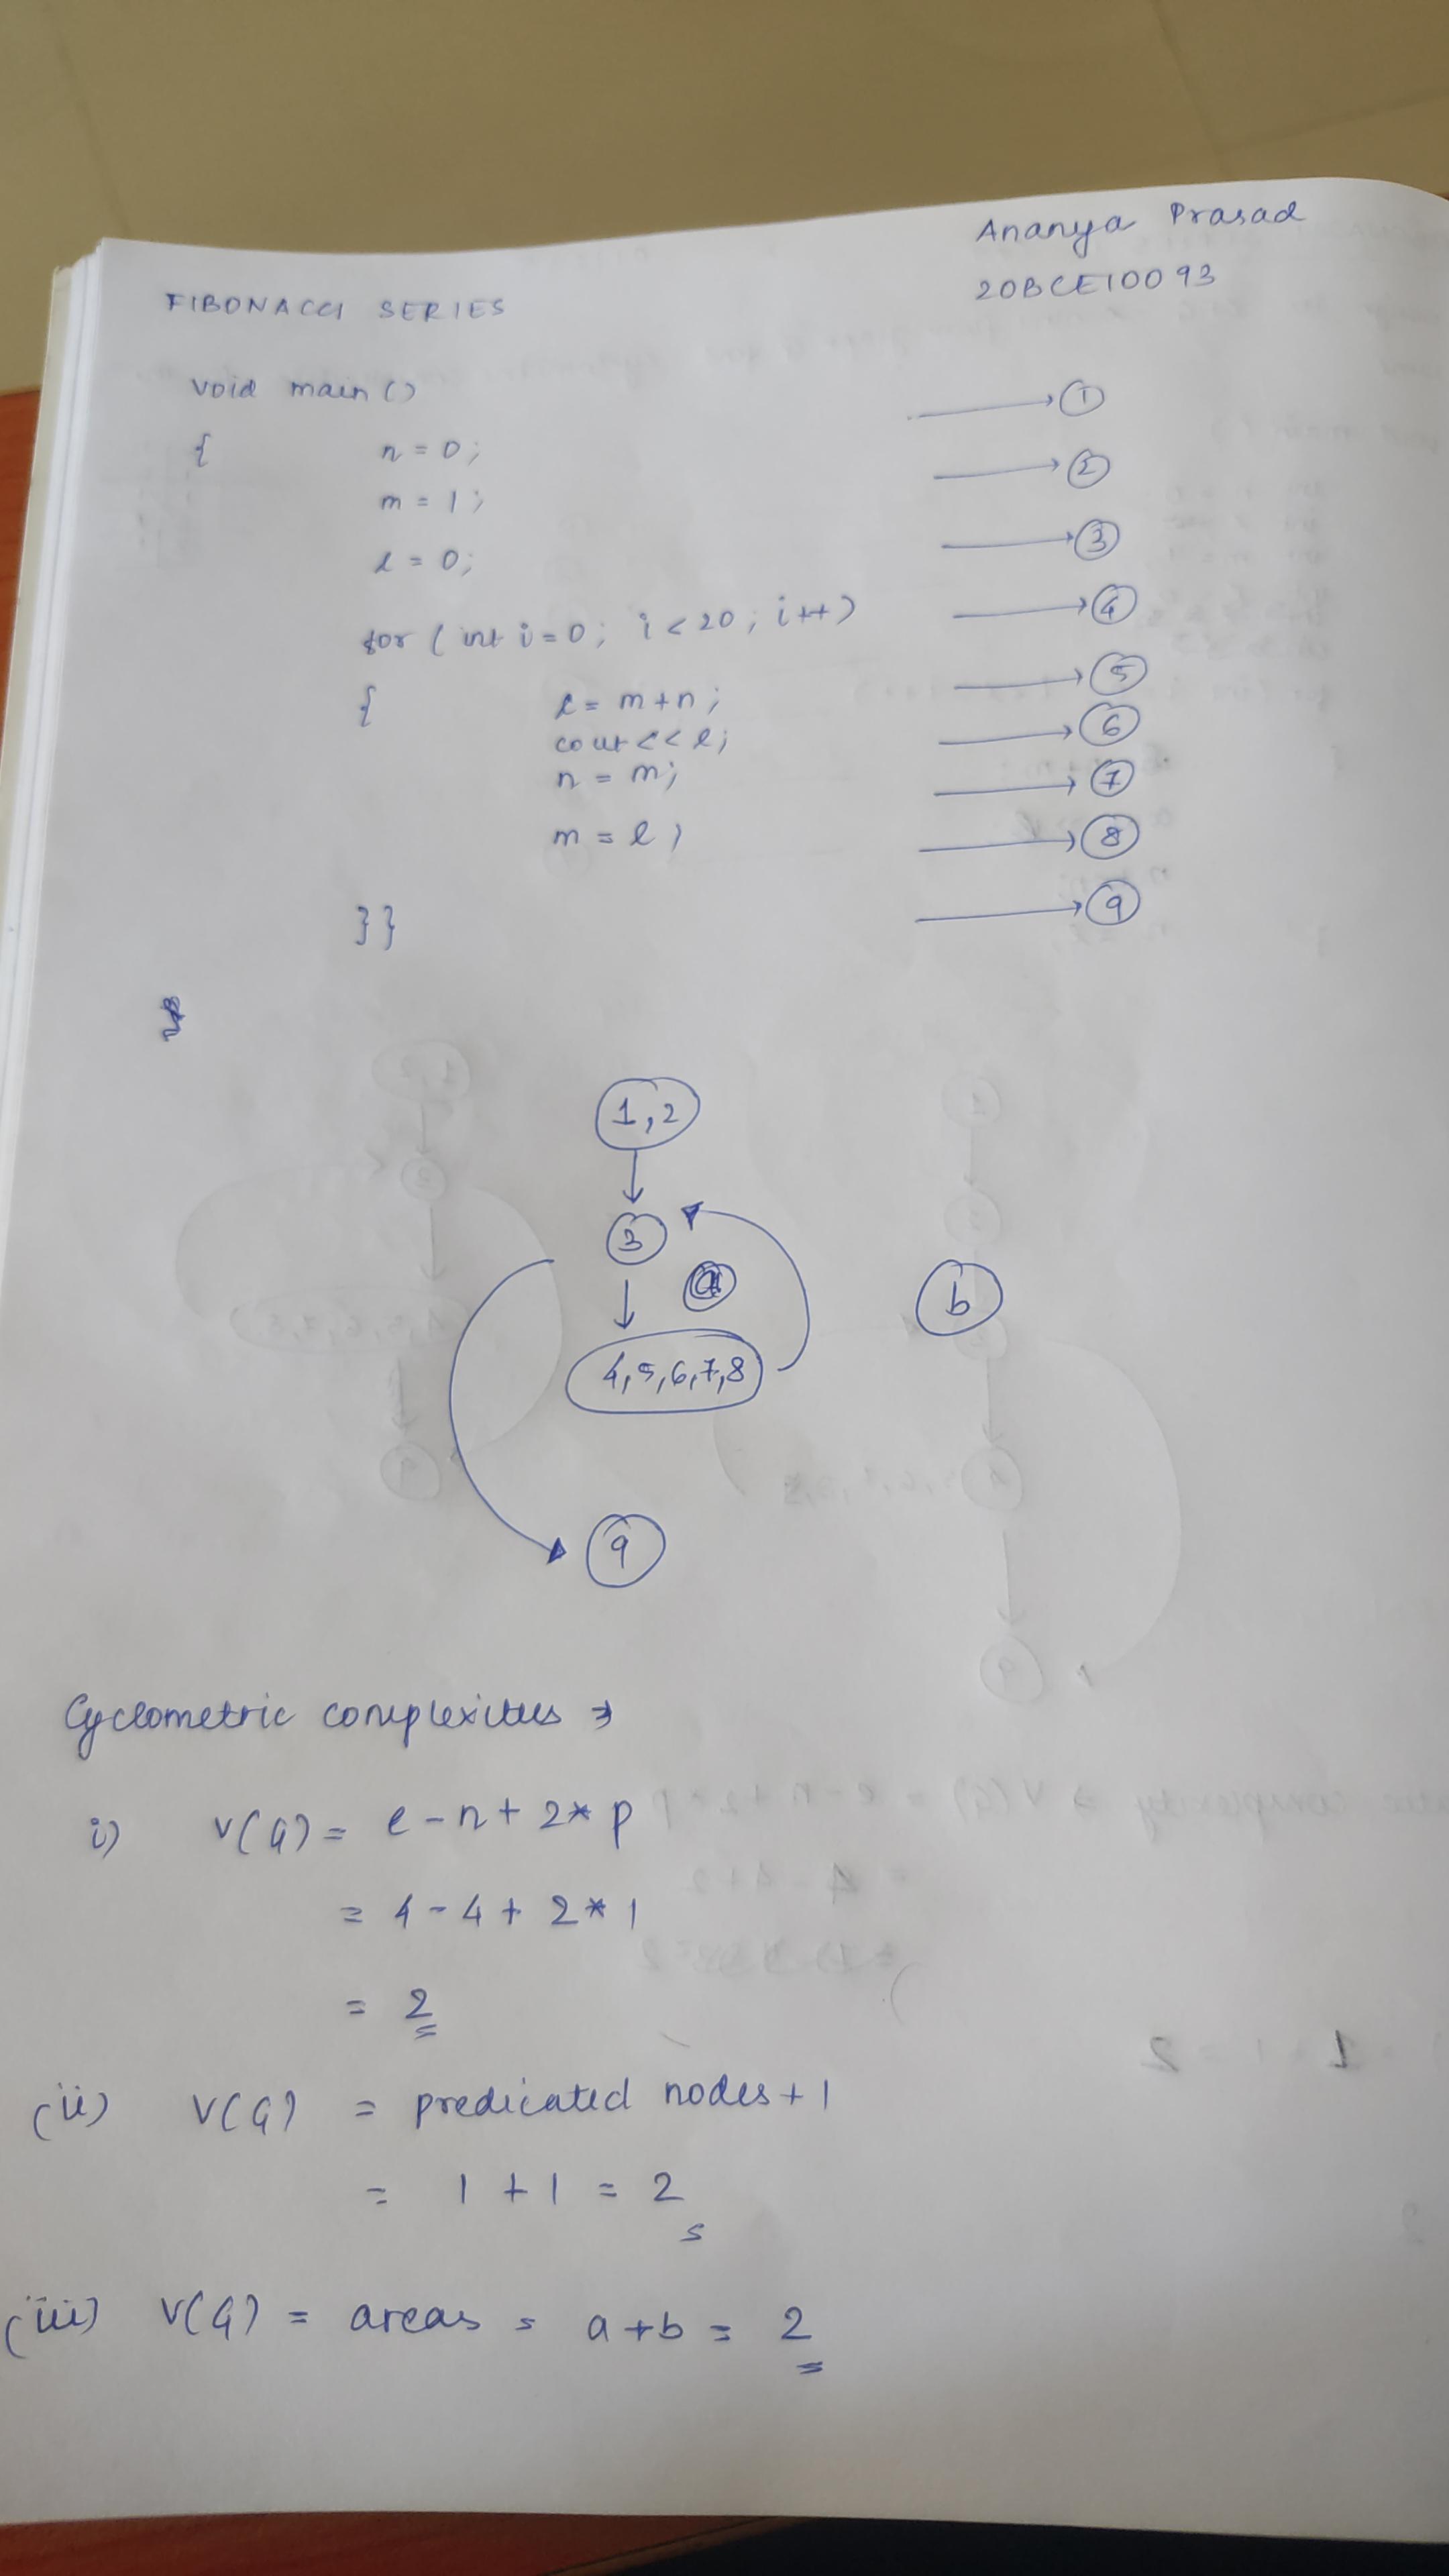 Ananya Prasad
20BCE10093
FIBONACCI SERIES
void main() → 1
{ n = 0; → 2
m = 1; → 3
l = 0; → 4
for (int i=0; i<20; i++) → 5
{ l = m+n; → 6
cout<<l; → 7
n = m; → 8
m = l; → 9
}}
1,2
3
a
b
4,5,6,7,8
9
Cyclometric complexities ⇒
i) V(G) = e-n+2*p
= 4-4+2*1
= 2
(ii) V(G) = predicated nodes+1
= 1+1 = 2
(iii) V(G) = areas = a+b = 2